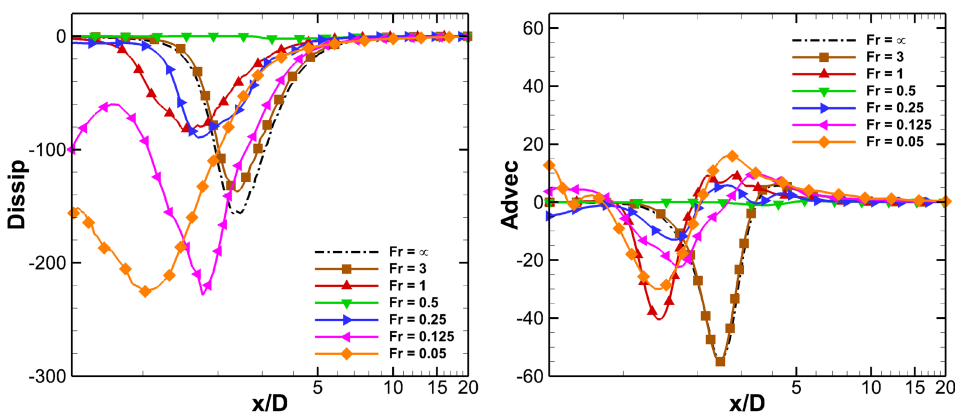 0
-100
-200
-300
Dissip
5
10
15
20
x/D
Fr = ∞
Fr = 3
Fr = 1
Fr = 0.5
Fr = 0.25
Fr = 0.125
Fr = 0.05
60
40
20
0
-20
-40
-60
Advec
5
10
15
20
x/D
Fr = ∞
Fr = 3
Fr = 1
Fr = 0.5
Fr = 0.25
Fr = 0.125
Fr = 0.05